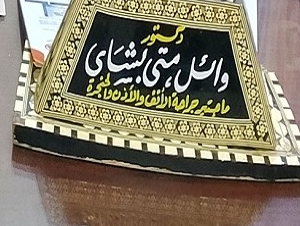 دكتور
وائل متى بشاي
ماجستير جراحة الأنف والأذن والحنجرة